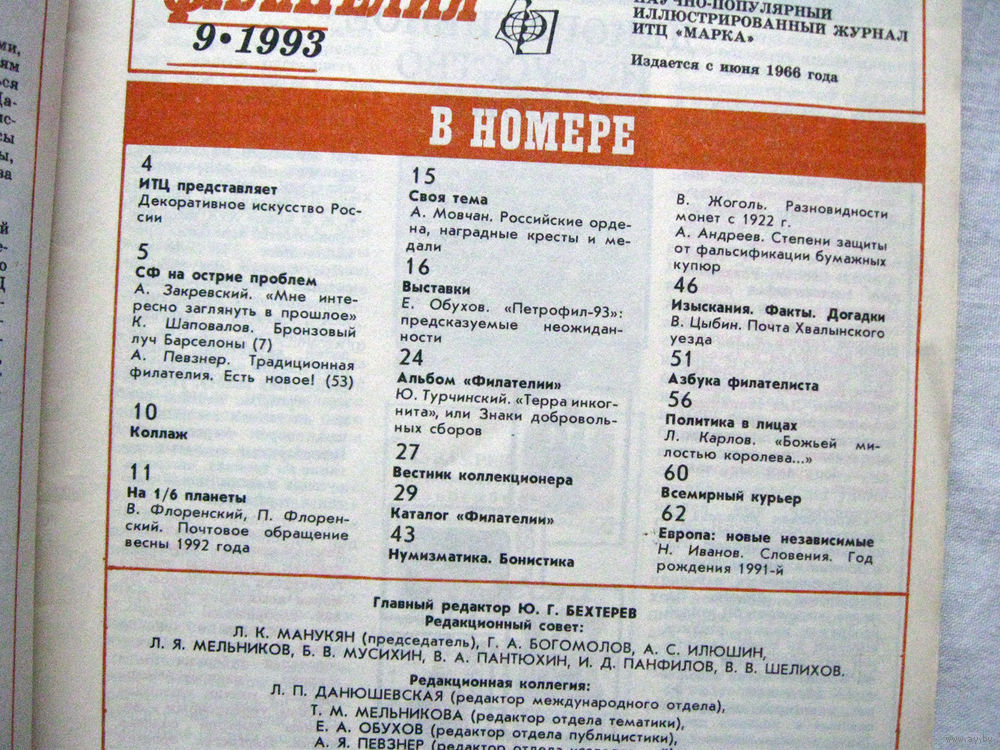 ФИЛАТЕЛИЯ
9•1993
НАУЧНО-ПОПУЛЯРНЫЙ
ИЛЛЮСТРИРОВАННЫЙ ЖУРНАЛ
ИТЦ «МАРКА»
Издается с июня 1966 года
В НОМЕРЕ
4
ИТЦ представляет
Декоративное искусство Рос-
сии
5
СФ на острие проблем
А. Закревский. «Мне инте-
ресно заглянуть в прошлое»
К. Шаповалов. Бронзовый
луч Барселоны (7)
А. Певзнер. Традиционная
филателия. Есть новое! (53)
10
Коллаж
11
На 1/6 планеты
В. Флоренский, П. Флорен-
ский. Почтовое обращение
весны 1992 года
15
Своя тема
А. Мовчан. Российские орде-
на, наградные кресты и ме-
дали
16
Выставки
Е. Обухов. «Петрофил-93»:
предсказуемые неожидан-
ности
24
Альбом «Филателии»
Ю. Турчинский. «Терра инког-
нита», или Знаки доброволь-
ных сборов
27
Вестник коллекционера
29
Каталог «Филателии»
43
Нумизматика. Бонистика
В. Жоголь. Разновидности
монет с 1922 г.
А. Андреев. Степени защиты
от фальсификации бумажных
купюр
46
Изыскания. Факты. Догадки
В. Цыбин. Почта Хвалынского
уезда
51
Азбука филателиста
56
Политика в лицах
Л. Карлов. «Божьей ми-
лостью королева...»
60
Всемирный курьер
62
Европа: новые независимые
Н. Иванов. Словения. Год
рождения 1991-й
Главный редактор Ю. Г. БЕХТЕРЕВ
Редакционный совет:
Л. К. МАНУКЯН (председатель), Г. А. БОГОМОЛОВ, А. С. ИЛЮШИН,
Л. Я. МЕЛЬНИКОВ, Б. В. МУСИХИН, В. А. ПАНТЮХИН, И. Д. ПАНФИЛОВ, В. В. ШЕЛИХОВ.
Редакционная коллегия:
Л. П. ДАНЮШЕВСКАЯ (редактор международного отдела),
Т. М. МЕЛЬНИКОВА (редактор отдела тематики),
Е. А. ОБУХОВ (редактор отдела публицистики),
А. Я. ПЕВЗНЕР (редактор отдела